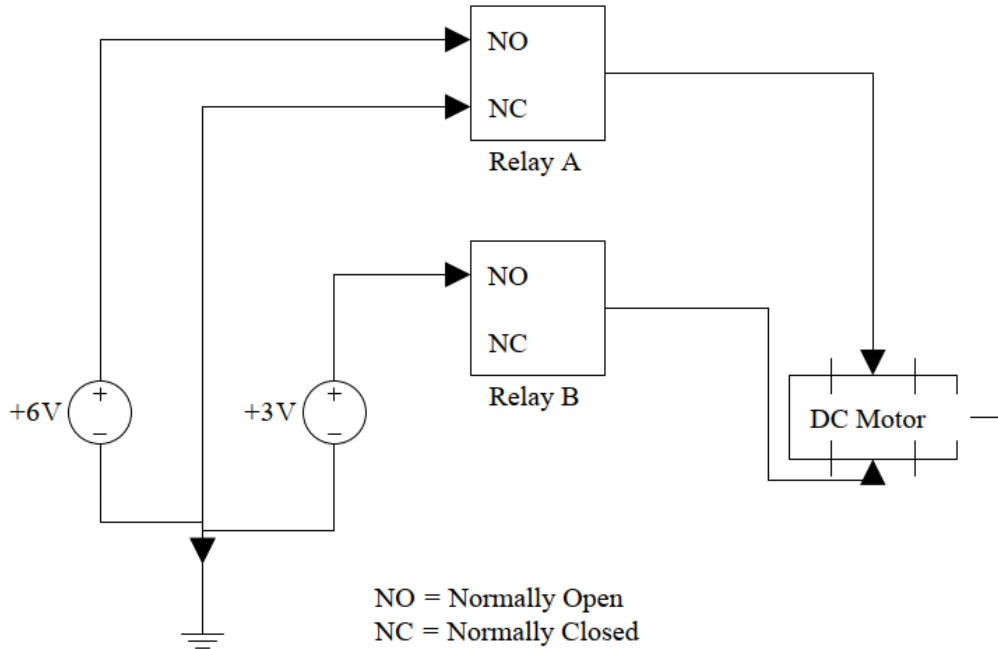 NO
NC
Relay A
NO
NC
Relay B
+6V
+
−
+3V
+
−
DC Motor
NO = Normally Open
NC = Normally Closed